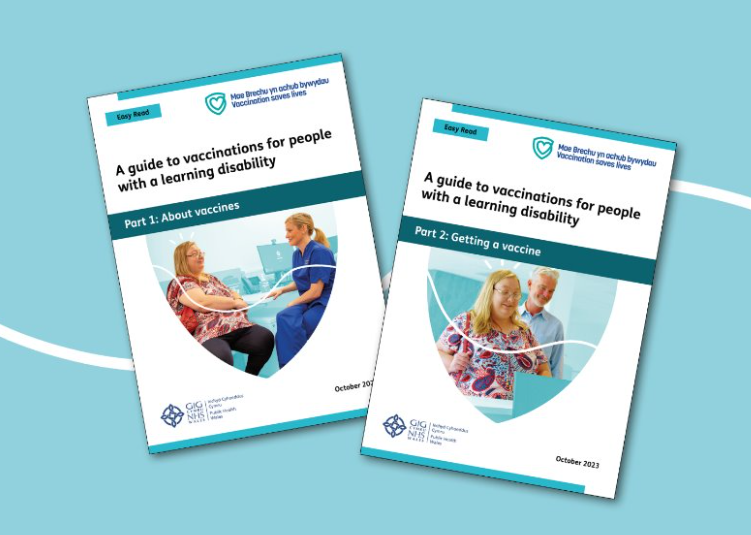 Easy Read
Mae Brechu yn achub bywydau
Vaccination saves lives
A guide to vaccinations for people
with a learning disability
Part 1: About vaccines
GIG
CYMRU
NHS
WALES
Iechyd Cyhoeddus
Cymru
Public Health
Wales
October 202
Easy Read
Mae Brechu yn achub bywydau
Vaccination saves lives
A guide to vaccinations for people
with a learning disability
Part 2: Getting a vaccine
GIG
CYMRU
NHS
WALES
Iechyd Cyhoeddus
Cymru
Public Health
Wales
October 2023